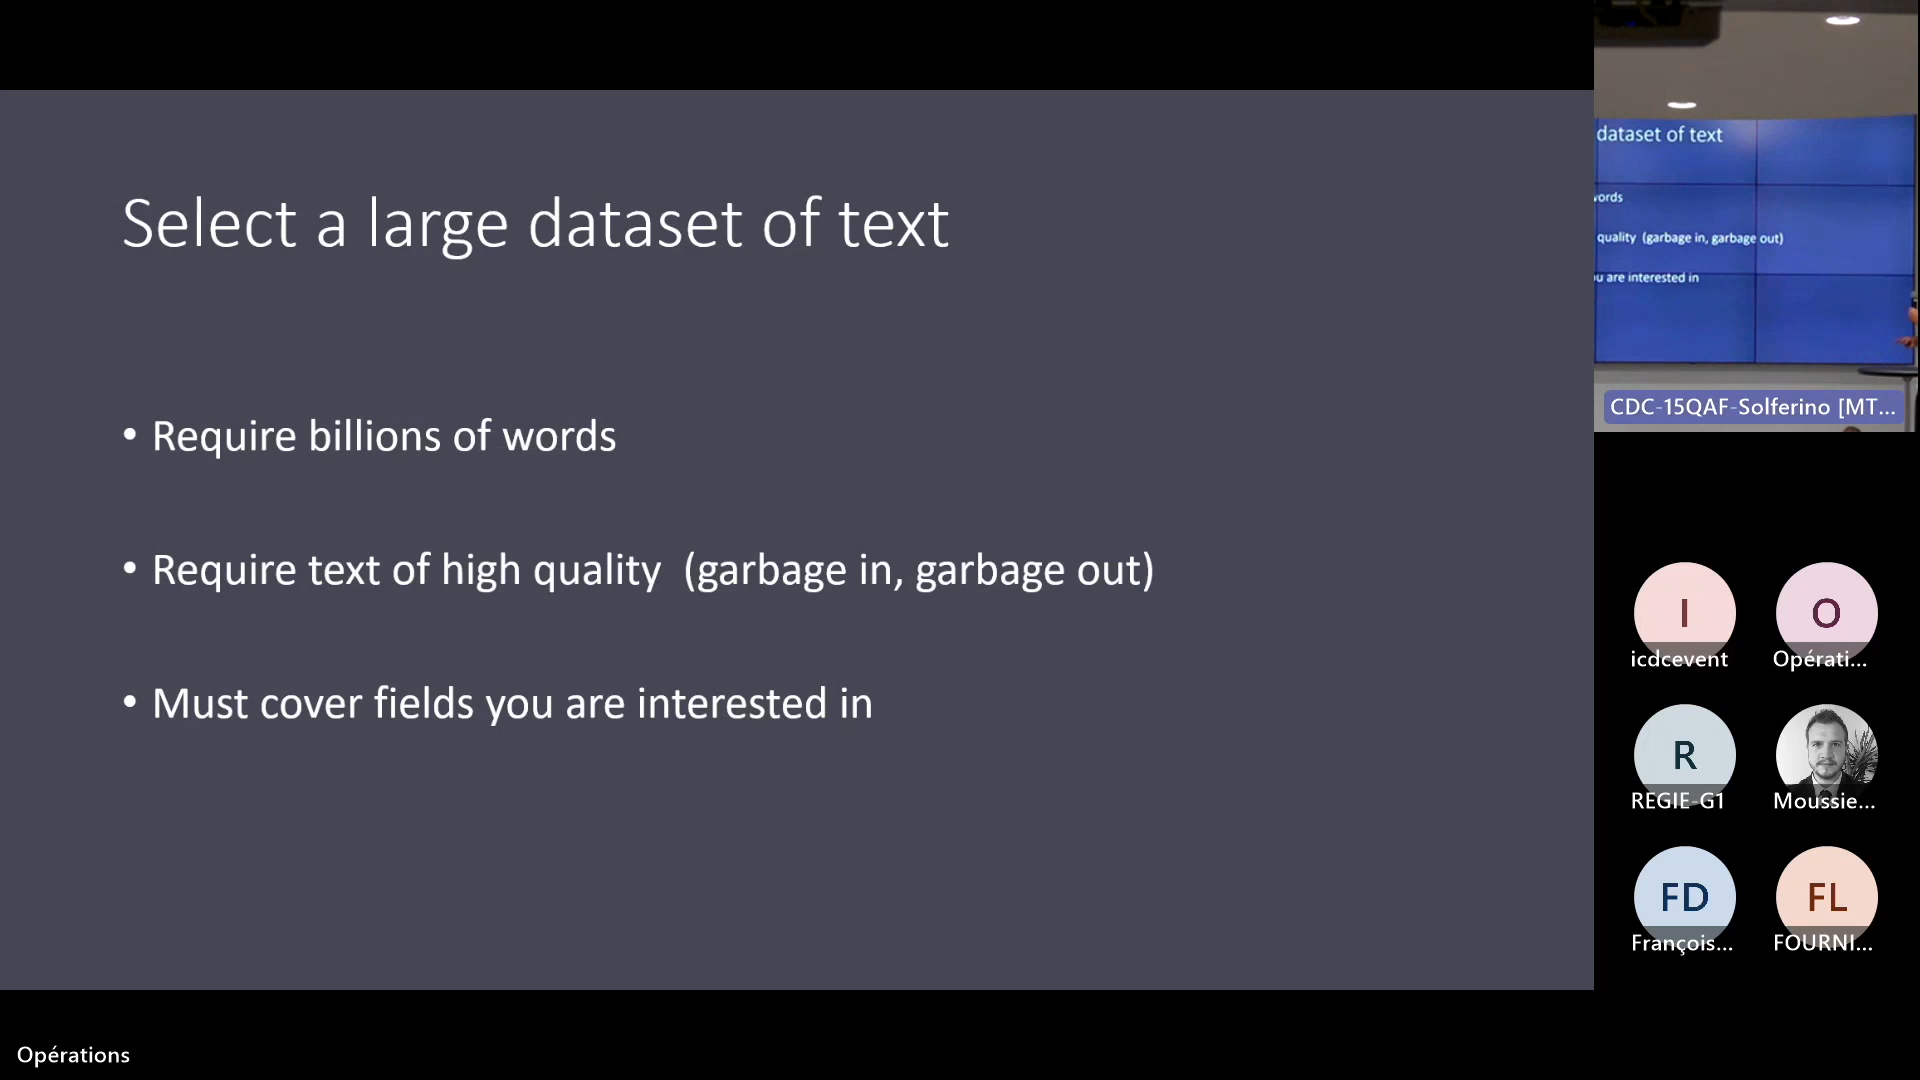 Select a large dataset of text
• Require billions of words
• Require text of high quality  (garbage in, garbage out)
• Must cover fields you are interested in
dataset of text
words
quality (garbage in, garbage out)
u are interested in
CDC-15QAF-Solferino [MT...
I
O
icdcevent
Opérati...
R
REGIE-G1
Moussie...
FD
FL
François...
FOURNI...
Opérations